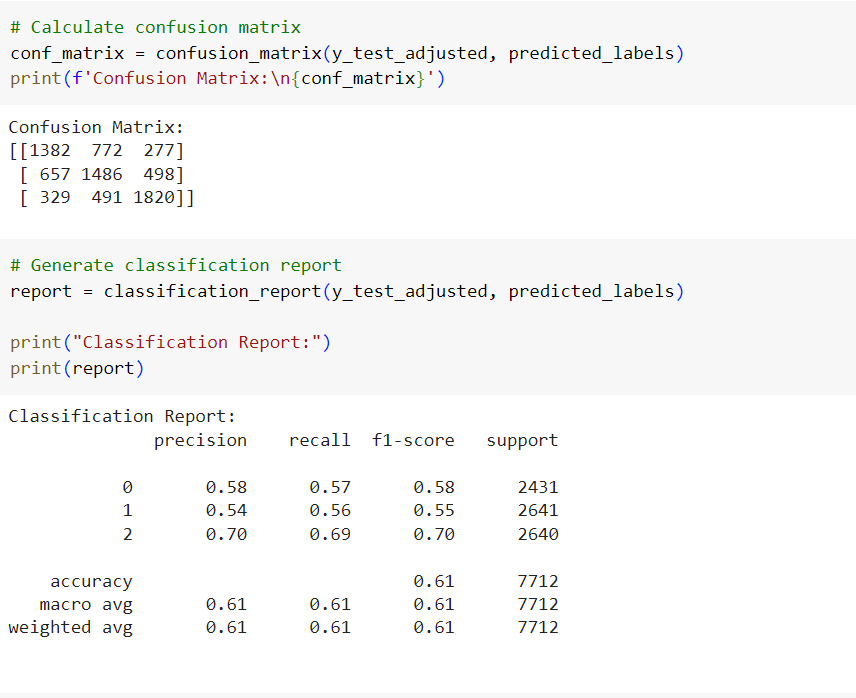 # Calculate confusion matrix
conf_matrix = confusion_matrix(y_test_adjusted, predicted_labels)
print(f'Confusion Matrix:\n{conf_matrix}')
Confusion Matrix:
[[1382  772  277]
 [ 657 1486  498]
 [ 329  491 1820]]
# Generate classification report
report = classification_report(y_test_adjusted, predicted_labels)
print("Classification Report:")
print(report)
Classification Report:
              precision    recall  f1-score   support
           0       0.58      0.57      0.58      2431
           1       0.54      0.56      0.55      2641
           2       0.70      0.69      0.70      2640
    accuracy                           0.61      7712
   macro avg       0.61      0.61      0.61      7712
weighted avg       0.61      0.61      0.61      7712